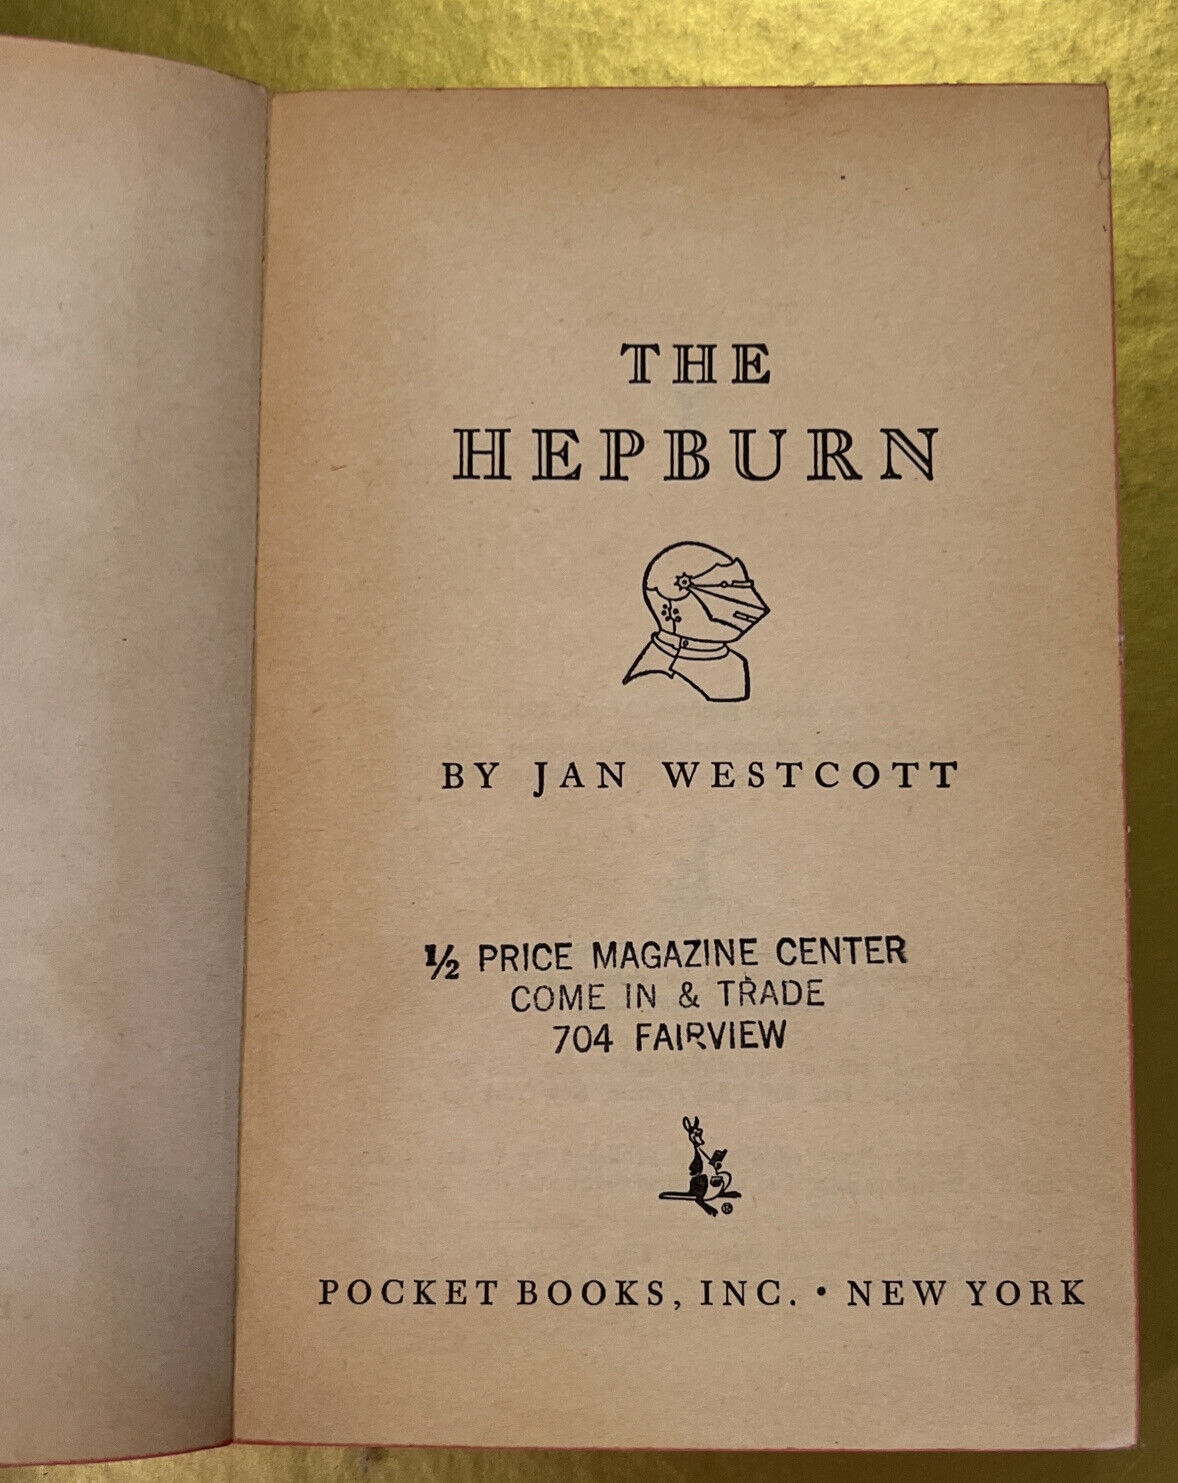 THE
HEPBURN
BY JAN WESTCOTT
½ PRICE MAGAZINE CENTER
COME IN & TRADE
704 FAIRVIEW
®
POCKET BOOKS, INC. • NEW YORK